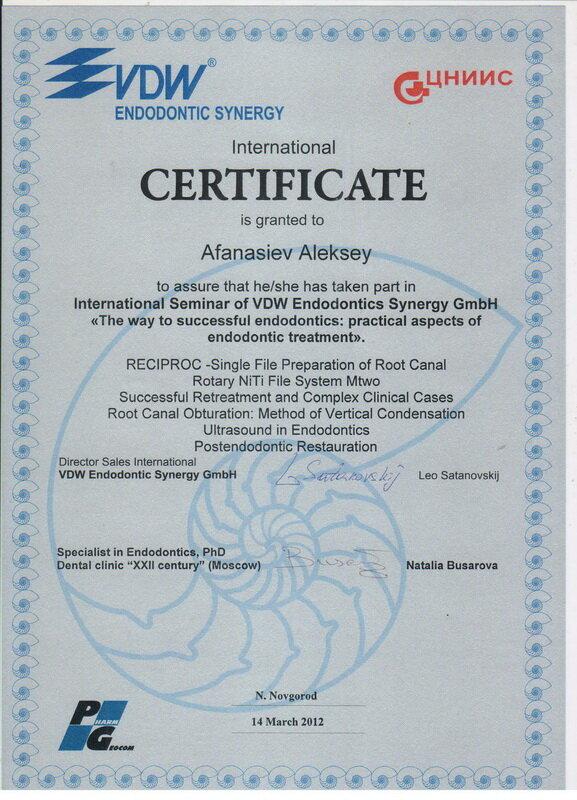 VDW®
ENDODONTIC SYNERGY
ЦНИИС
International
CERTIFICATE
is granted to
Afanasiev Aleksey
to assure that he/she has taken part in
International Seminar of VDW Endodontics Synergy GmbH
«The way to successful endodontics: practical aspects of
endodontic treatment».
RECIPROC -Single File Preparation of Root Canal
Rotary NiTi File System Mtwo
Successful Retreatment and Complex Clinical Cases
Root Canal Obturation: Method of Vertical Condensation
Ultrasound in Endodontics
Postendodontic Restauration
Director Sales International
VDW Endodontic Synergy GmbH
L Satanovskij
Leo Satanovskij
Specialist in Endodontics, PhD
Dental clinic “XXII century” (Moscow)
Natalia Busarova
N. Novgorod
14 March 2012
PHARM
GEOCOM